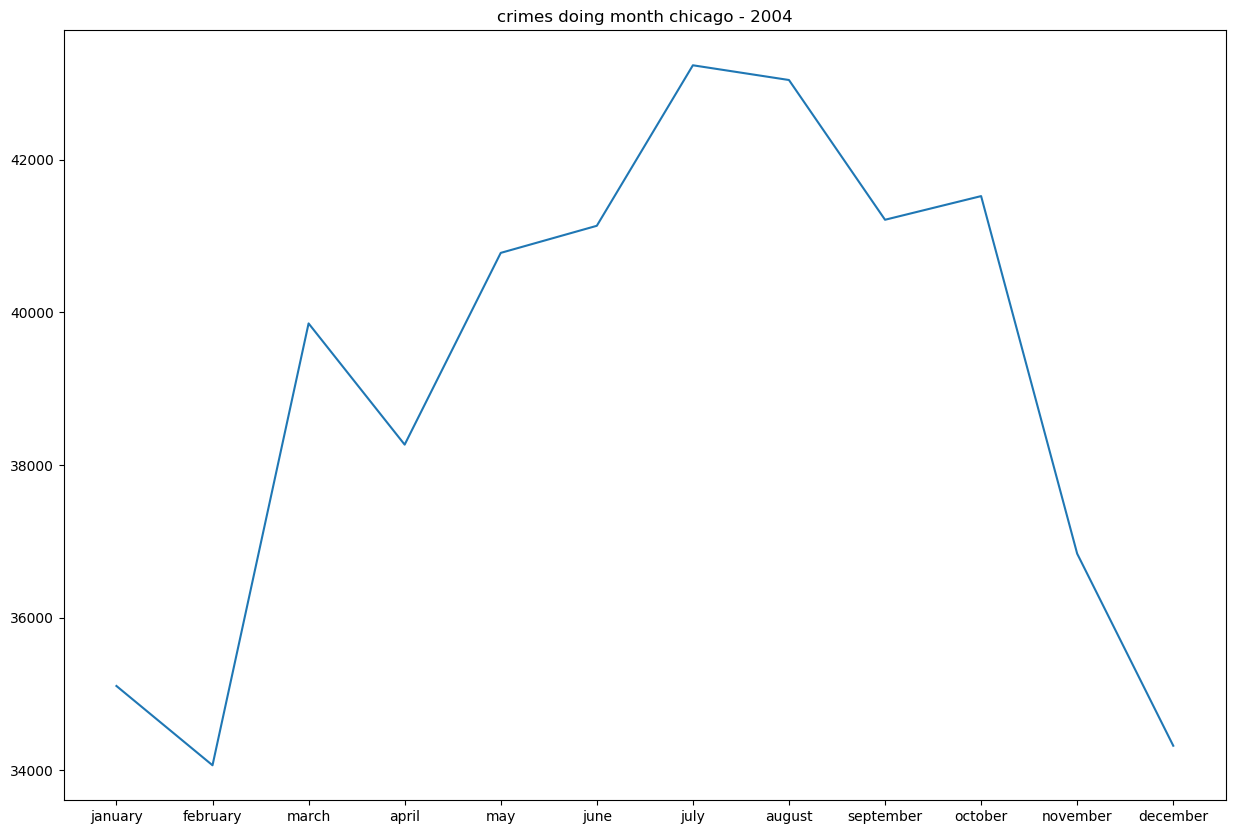 crimes doing month chicago - 2004
42000
40000
38000
36000
34000
january february march april may june july august september october november december